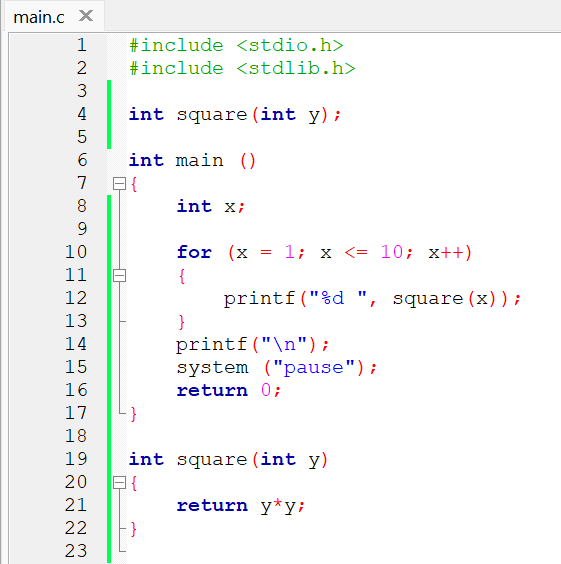 main.c
1 #include <stdio.h>
2 #include <stdlib.h>
3
4 int square(int y);
5
6 int main ()
7 {
8     int x;
9
10     for (x = 1; x <= 10; x++)
11     {
12         printf("%d ", square(x));
13     }
14     printf("\n");
15     system ("pause");
16     return 0;
17 }
18
19 int square(int y)
20 {
21     return y*y;
22 }
23